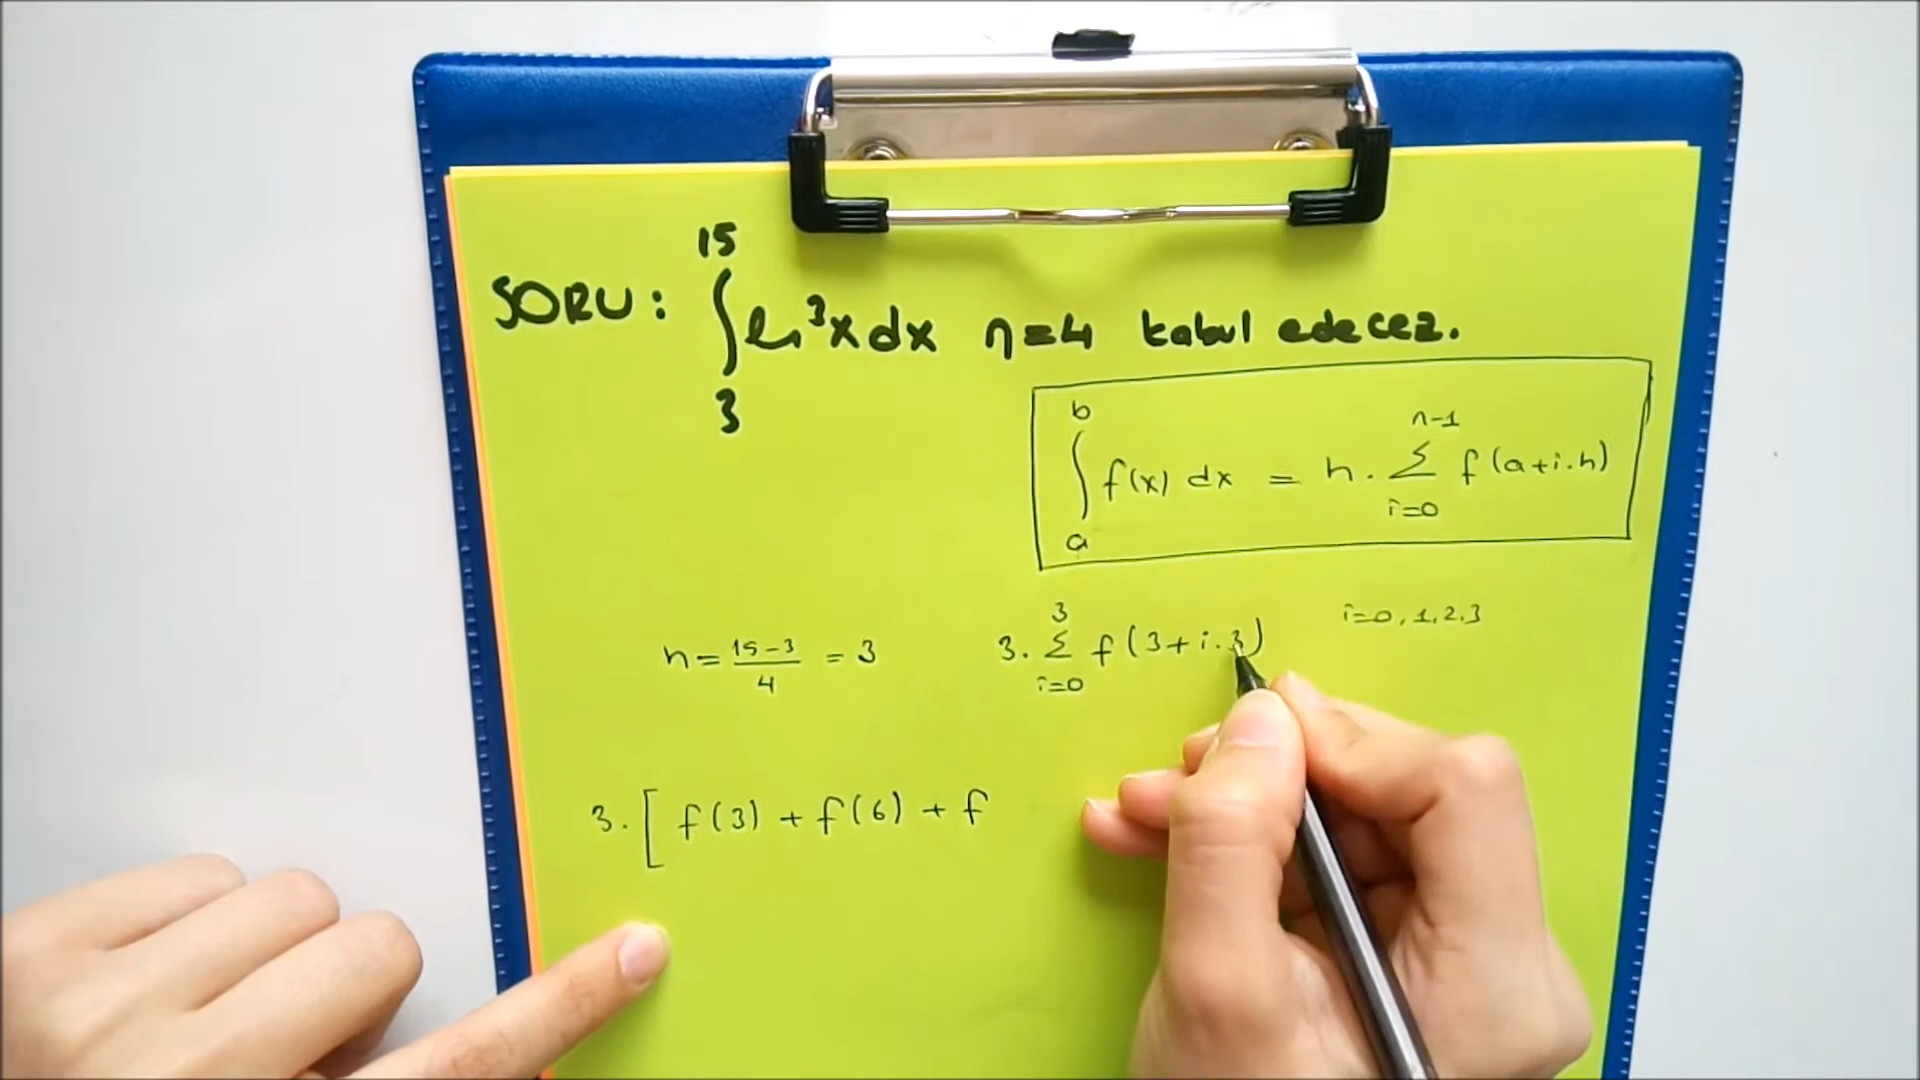 SORU: ∫₃¹⁵ ln³x dx n=4 kabul edecez.
∫ₐᵇ f(x) dx = h. Σᵢ₌₀ⁿ⁻¹ f(a+i.h)
i=0,1,2,3
h = (15-3)/4 = 3
3. Σᵢ₌₀³ f(3+i.3)
3. [ f(3) + f(6) + f